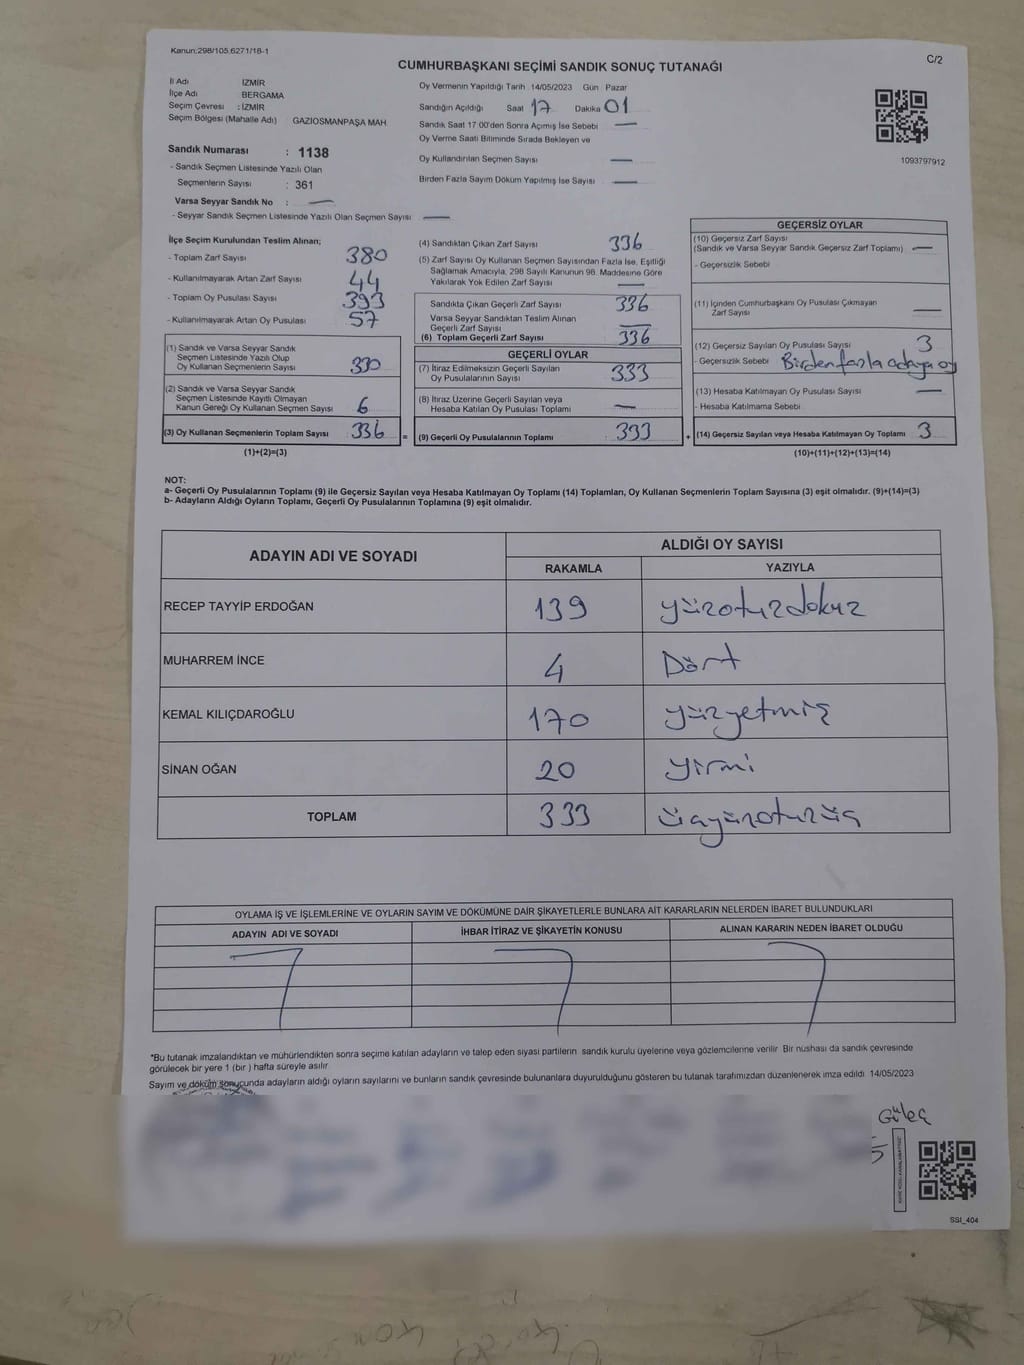 Kanun:298/105.6271/18-1
C/2
CUMHURBAŞKANI SEÇİMİ SANDIK SONUÇ TUTANAĞI
İl Adı İZMİR
İlçe Adı BERGAMA
Seçim Çevresi : İZMİR
Seçim Bölgesi (Mahalle Adı) GAZİOSMANPAŞA MAH
Oy Vermenin Yapıldığı Tarih 14/05/2023 Gün Pazar
Sandığın Açıldığı Saat 17 Dakika 01
Sandık Saat 17 00'den Sonra Açılmış İse Sebebi —
Oy Verme Saati Bitiminde Sırada Bekleyen ve
Oy Kullandırılan Seçmen Sayısı —
Birden Fazla Sayım Döküm Yapılmış İse Sayısı —
1093797912
Sandık Numarası : 1138
- Sandık Seçmen Listesinde Yazılı Olan
Seçmenlerin Sayısı : 361
Varsa Seyyar Sandık No : —
- Seyyar Sandık Seçmen Listesinde Yazılı Olan Seçmen Sayısı —
İlçe Seçim Kurulundan Teslim Alınan;
- Toplam Zarf Sayısı 380
- Kullanılmayarak Artan Zarf Sayısı 44
- Toplam Oy Pusulası Sayısı 393
- Kullanılmayarak Artan Oy Pusulası 57
(1) Sandık ve Varsa Seyyar Sandık
Seçmen Listesinde Yazılı Olup
Oy Kullanan Seçmenlerin Sayısı 330
(2) Sandık ve Varsa Seyyar Sandık
Seçmen Listesinde Kayıtlı Olmayan
Kanun Gereği Oy Kullanan Seçmen Sayısı 6
(3) Oy Kullanan Seçmenlerin Toplam Sayısı 336 =
(1)+(2)=(3)
(4) Sandıktan Çıkan Zarf Sayısı 336
(5) Zarf Sayısı Oy Kullanan Seçmen Sayısından Fazla İse, Eşitliği
Sağlamak Amacıyla, 298 Sayılı Kanunun 98. Maddesine Göre
Yakılarak Yok Edilen Zarf Sayısı —
Sandıkta Çıkan Geçerli Zarf Sayısı 336
Varsa Seyyar Sandıktan Teslim Alınan
Geçerli Zarf Sayısı —
(6) Toplam Geçerli Zarf Sayısı 336
GEÇERLİ OYLAR
(7) İtiraz Edilmeksizin Geçerli Sayılan
Oy Pusulalarının Sayısı 333
(8) İtiraz Üzerine Geçerli Sayılan veya
Hesaba Katılan Oy Pusulası Toplamı —
(9) Geçerli Oy Pusulalarının Toplamı : 333 +
GEÇERSİZ OYLAR
(10) Geçersiz Zarf Sayısı
(Sandık ve Varsa Seyyar Sandık Geçersiz Zarf Toplamı) —
- Geçersizlik Sebebi
(11) İçinden Cumhurbaşkanı Oy Pusulası Çıkmayan
Zarf Sayısı —
(12) Geçersiz Sayılan Oy Pusulası Sayısı 3
- Geçersizlik Sebebi Birden fazla adaya oy
(13) Hesaba Katılmayan Oy Pusulası Sayısı —
- Hesaba Katılmama Sebebi
(14) Geçersiz Sayılan veya Hesaba Katılmayan Oy Toplamı 3
(10)+(11)+(12)+(13)=(14)
NOT:
a- Geçerli Oy Pusulalarının Toplamı (9) ile Geçersiz Sayılan veya Hesaba Katılmayan Oy Toplamı (14) Toplamları, Oy Kullanan Seçmenlerin Toplam Sayısına (3) eşit olmalıdır. (9)+(14)=(3)
b- Adayların Aldığı Oyların Toplamı, Geçerli Oy Pusulalarının Toplamına (9) eşit olmalıdır.
ADAYIN ADI VE SOYADI ALDIĞI OY SAYISI
RAKAMLA YAZIYLA
RECEP TAYYİP ERDOĞAN 139 yüzotuzdokuz
MUHARREM İNCE 4 Dört
KEMAL KILIÇDAROĞLU 170 yüzyetmiş
SİNAN OĞAN 20 yirmi
TOPLAM 333 üçyüzotuzüç
OYLAMA İŞ VE İŞLEMLERİNE VE OYLARIN SAYIM VE DÖKÜMÜNE DAİR ŞİKAYETLERLE BUNLARA AİT KARARLARIN NELERDEN İBARET BULUNDUKLARI
ADAYIN ADI VE SOYADI İHBAR İTİRAZ VE ŞİKAYETİN KONUSU ALINAN KARARIN NEDEN İBARET OLDUĞU
*Bu tutanak imzalandıktan ve mühürlendikten sonra seçime katılan adayların ve talep eden siyasi partilerin sandık kurulu üyelerine veya gözlemcilerine verilir Bir nüshası da sandık çevresinde
görülecek bir yere 1 (bir ) hafta süreyle asılır
Sayım ve döküm sonucunda adayların aldığı oyların sayılarını ve bunların sandık çevresinde bulunanlara duyurulduğunu gösteren bu tutanak tarafımızdan düzenlenerek imza edildi 14/05/2023
Güleç
SSI_404